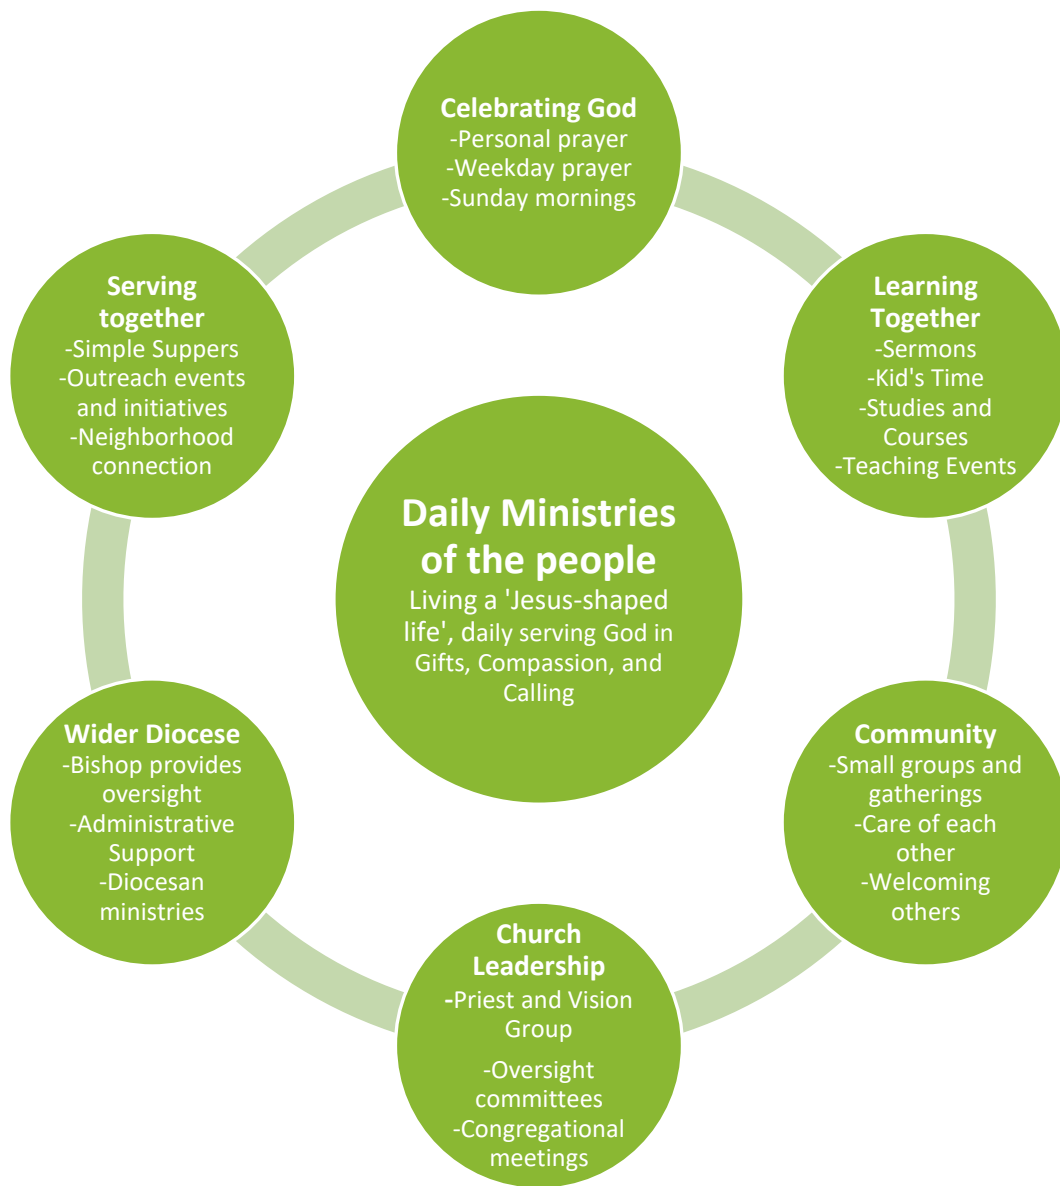 Celebrating God
-Personal prayer
-Weekday prayer
-Sunday mornings
Learning
Together
-Sermons
-Kid's Time
-Studies and
Courses
-Teaching Events
Community
-Small groups and
gatherings
-Care of each
other
-Welcoming
others
Church
Leadership
-Priest and Vision
Group
-Oversight
committees
-Congregational
meetings
Wider Diocese
-Bishop provides
oversight
-Administrative
Support
-Diocesan
ministries
Serving
together
-Simple Suppers
-Outreach events
and initiatives
-Neighborhood
connection
Daily Ministries
of the people
Living a 'Jesus-shaped
life', daily serving God in
Gifts, Compassion, and
Calling